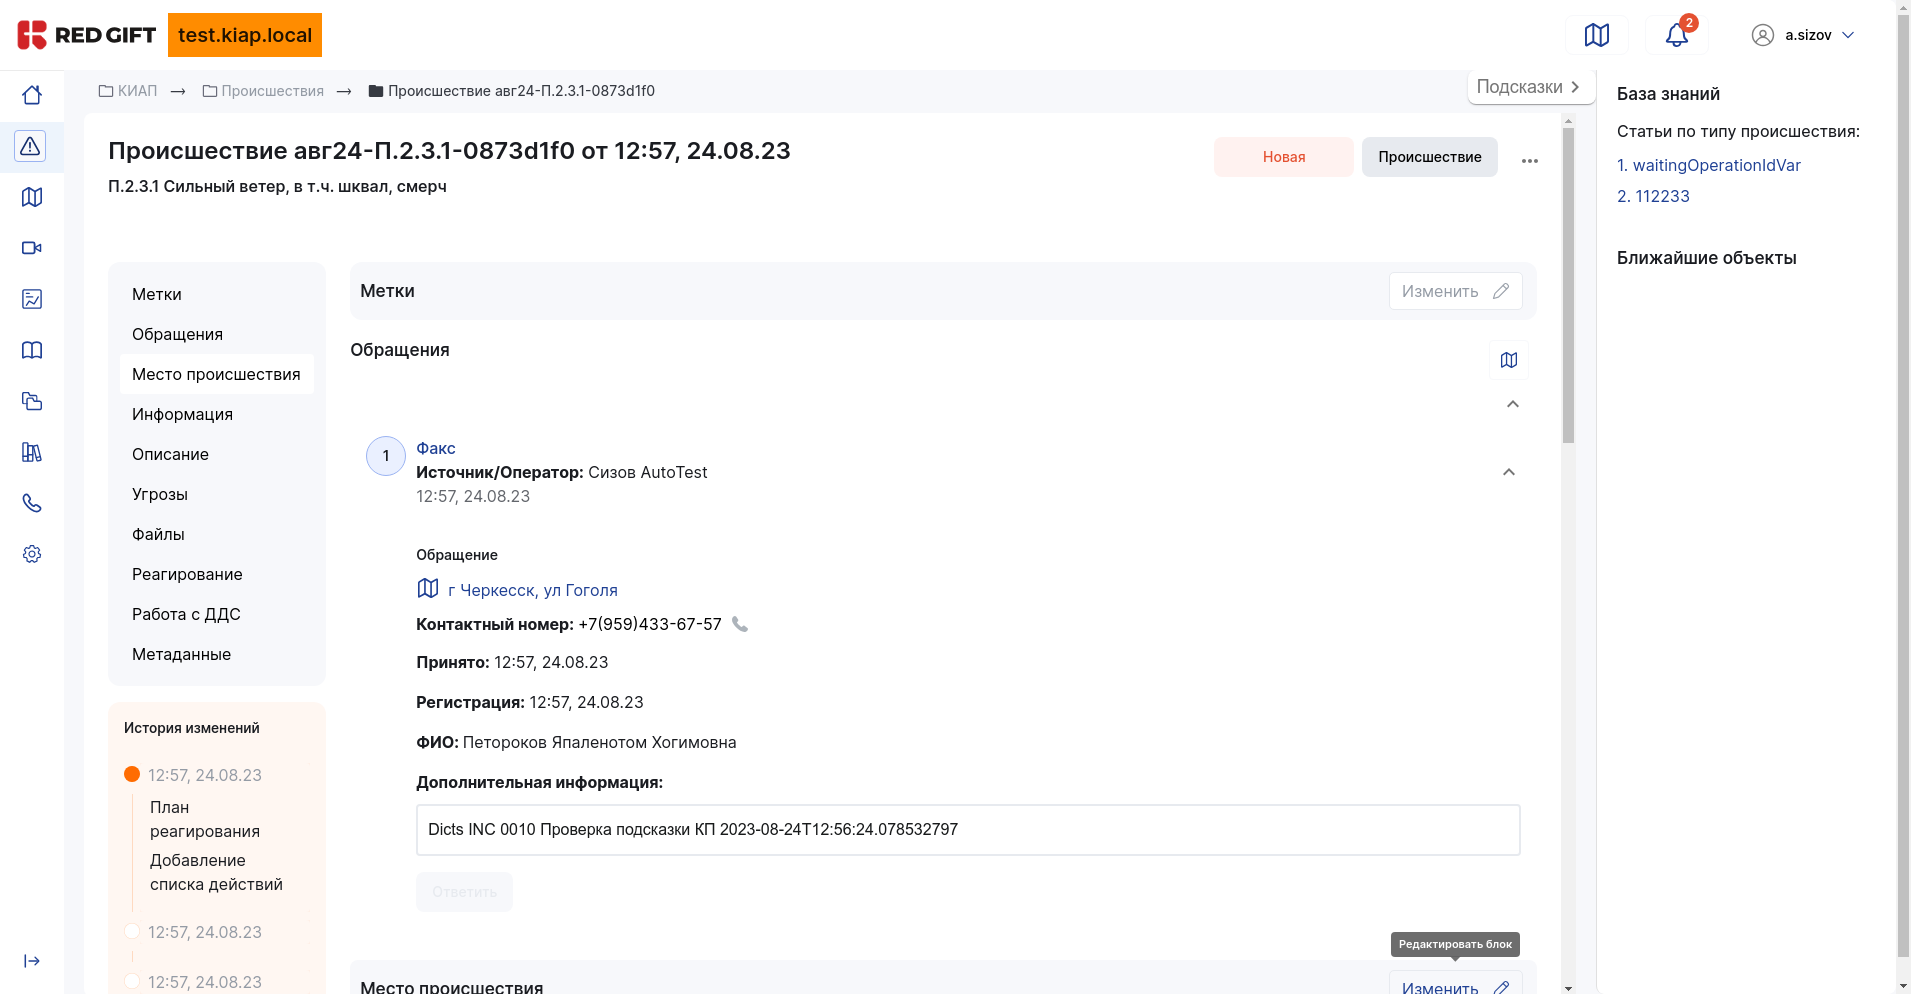 RED GIFT
test.kiap.local
2
a.sizov
КИАП → Происшествия → Происшествие авг24-П.2.3.1-0873d1f0
Подсказки
Происшествие авг24-П.2.3.1-0873d1f0 от 12:57, 24.08.23
П.2.3.1 Сильный ветер, в т.ч. шквал, смерч
Новая
Происшествие
...
Метки
Обращения
Место происшествия
Информация
Описание
Угрозы
Файлы
Реагирование
Работа с ДДС
Метаданные
История изменений
12:57, 24.08.23
План
реагирования
Добавление
списка действий
12:57, 24.08.23
12:57, 24.08.23
Метки
Изменить
Обращения
1
Факс
Источник/Оператор: Сизов AutoTest
12:57, 24.08.23
Обращение
г Черкесск, ул Гоголя
Контактный номер: +7(959)433-67-57
Принято: 12:57, 24.08.23
Регистрация: 12:57, 24.08.23
ФИО: Петороков Япаленотом Хогимовна
Дополнительная информация:
Dicts INC 0010 Проверка подсказки КП 2023-08-24T12:56:24.078532797
Ответить
Редактировать блок
Место происшествия
Изменить
База знаний
Статьи по типу происшествия:
1. waitingOperationIdVar
2. 112233
Ближайшие объекты